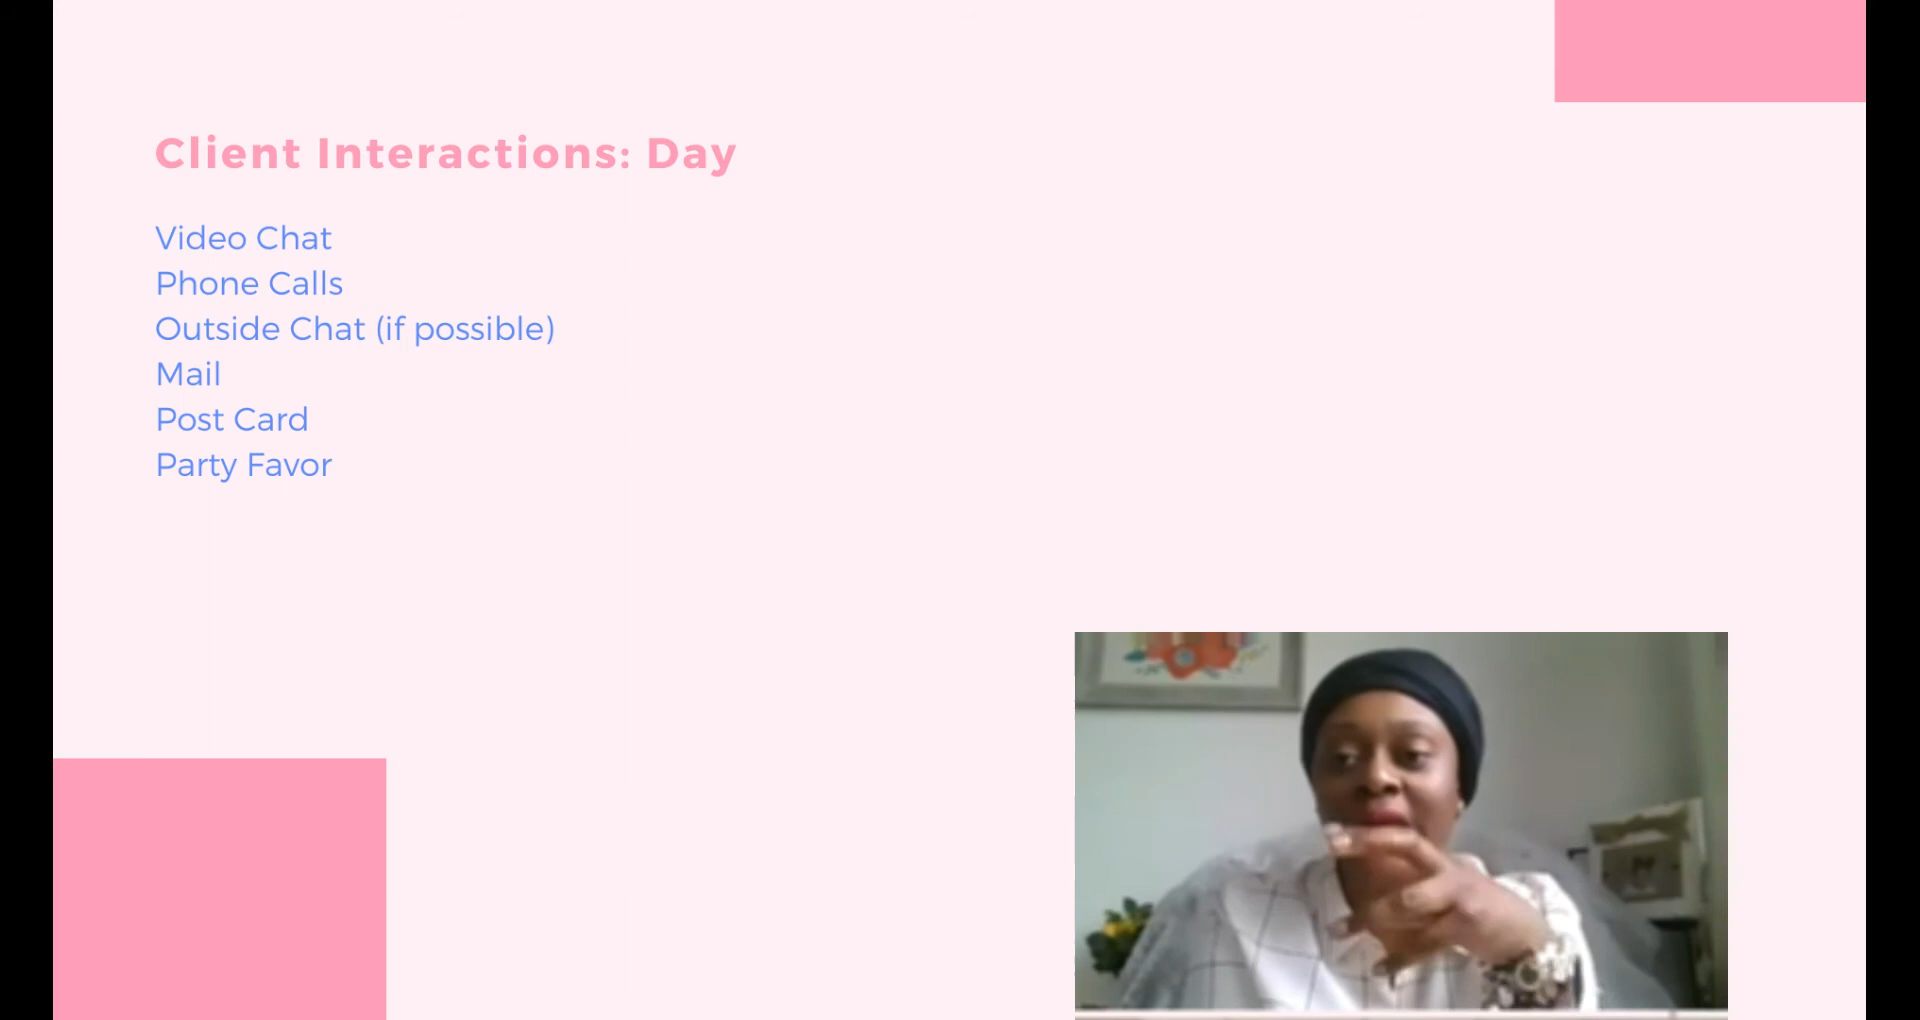 Client Interactions: Day
Video Chat
Phone Calls
Outside Chat (if possible)
Mail
Post Card
Party Favor